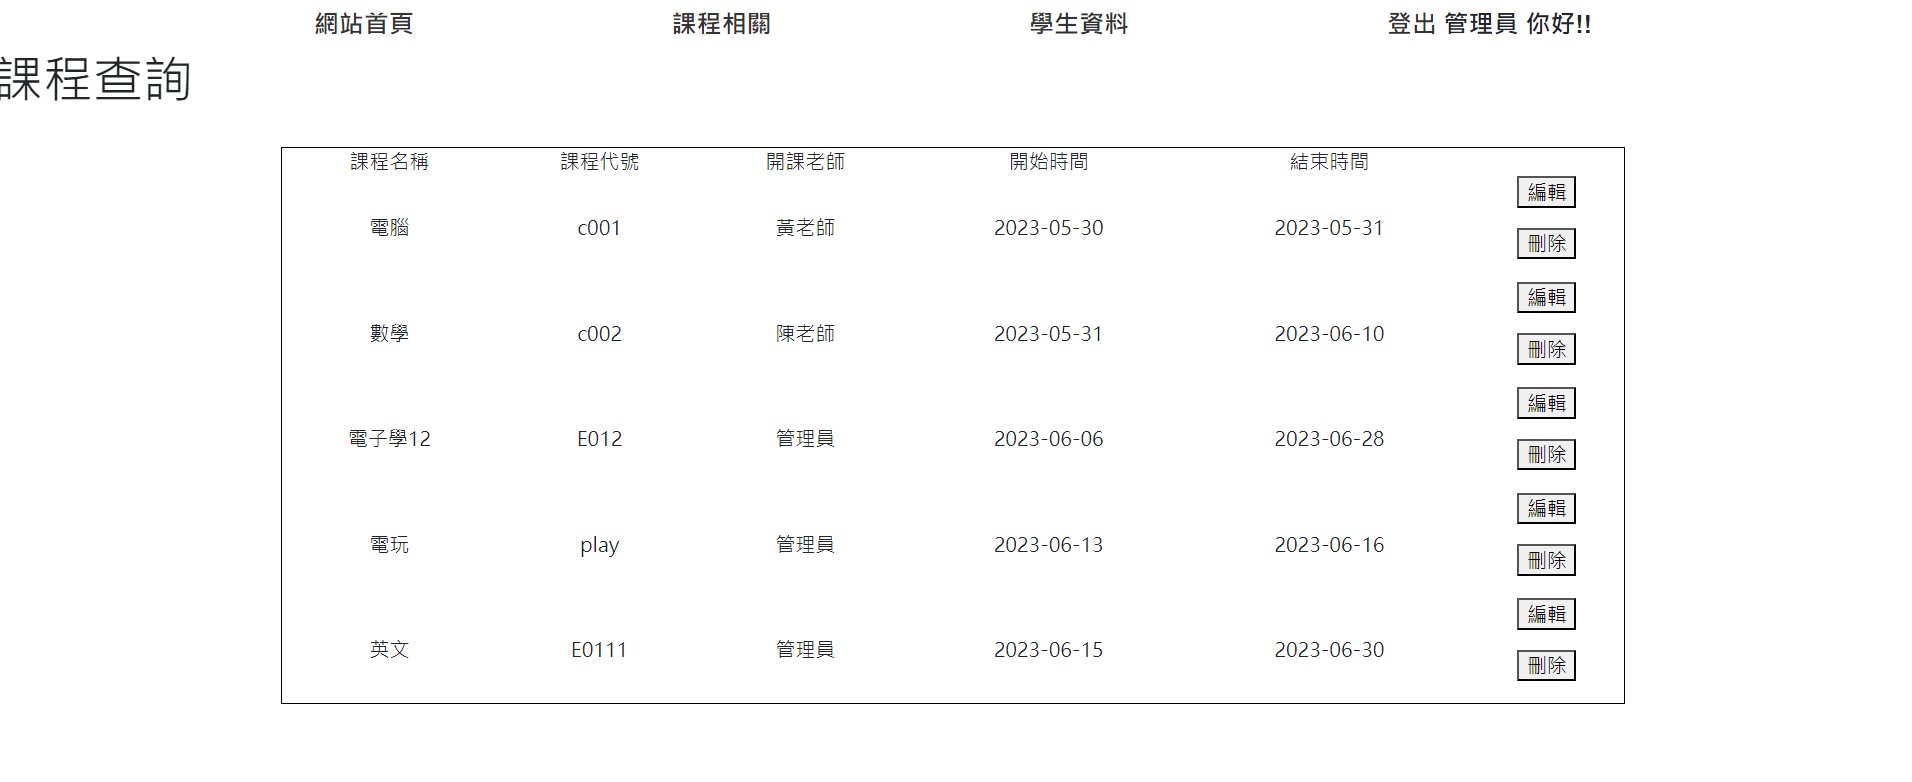 網站首頁 課程相關 學生資料 登出 管理員 你好!!
課程查詢
課程名稱 課程代號 開課老師 開始時間 結束時間
編輯
電腦 c001 黃老師 2023-05-30 2023-05-31
刪除
編輯
數學 c002 陳老師 2023-05-31 2023-06-10
刪除
編輯
電子學12 E012 管理員 2023-06-06 2023-06-28
刪除
編輯
電玩 play 管理員 2023-06-13 2023-06-16
刪除
編輯
英文 E0111 管理員 2023-06-15 2023-06-30
刪除